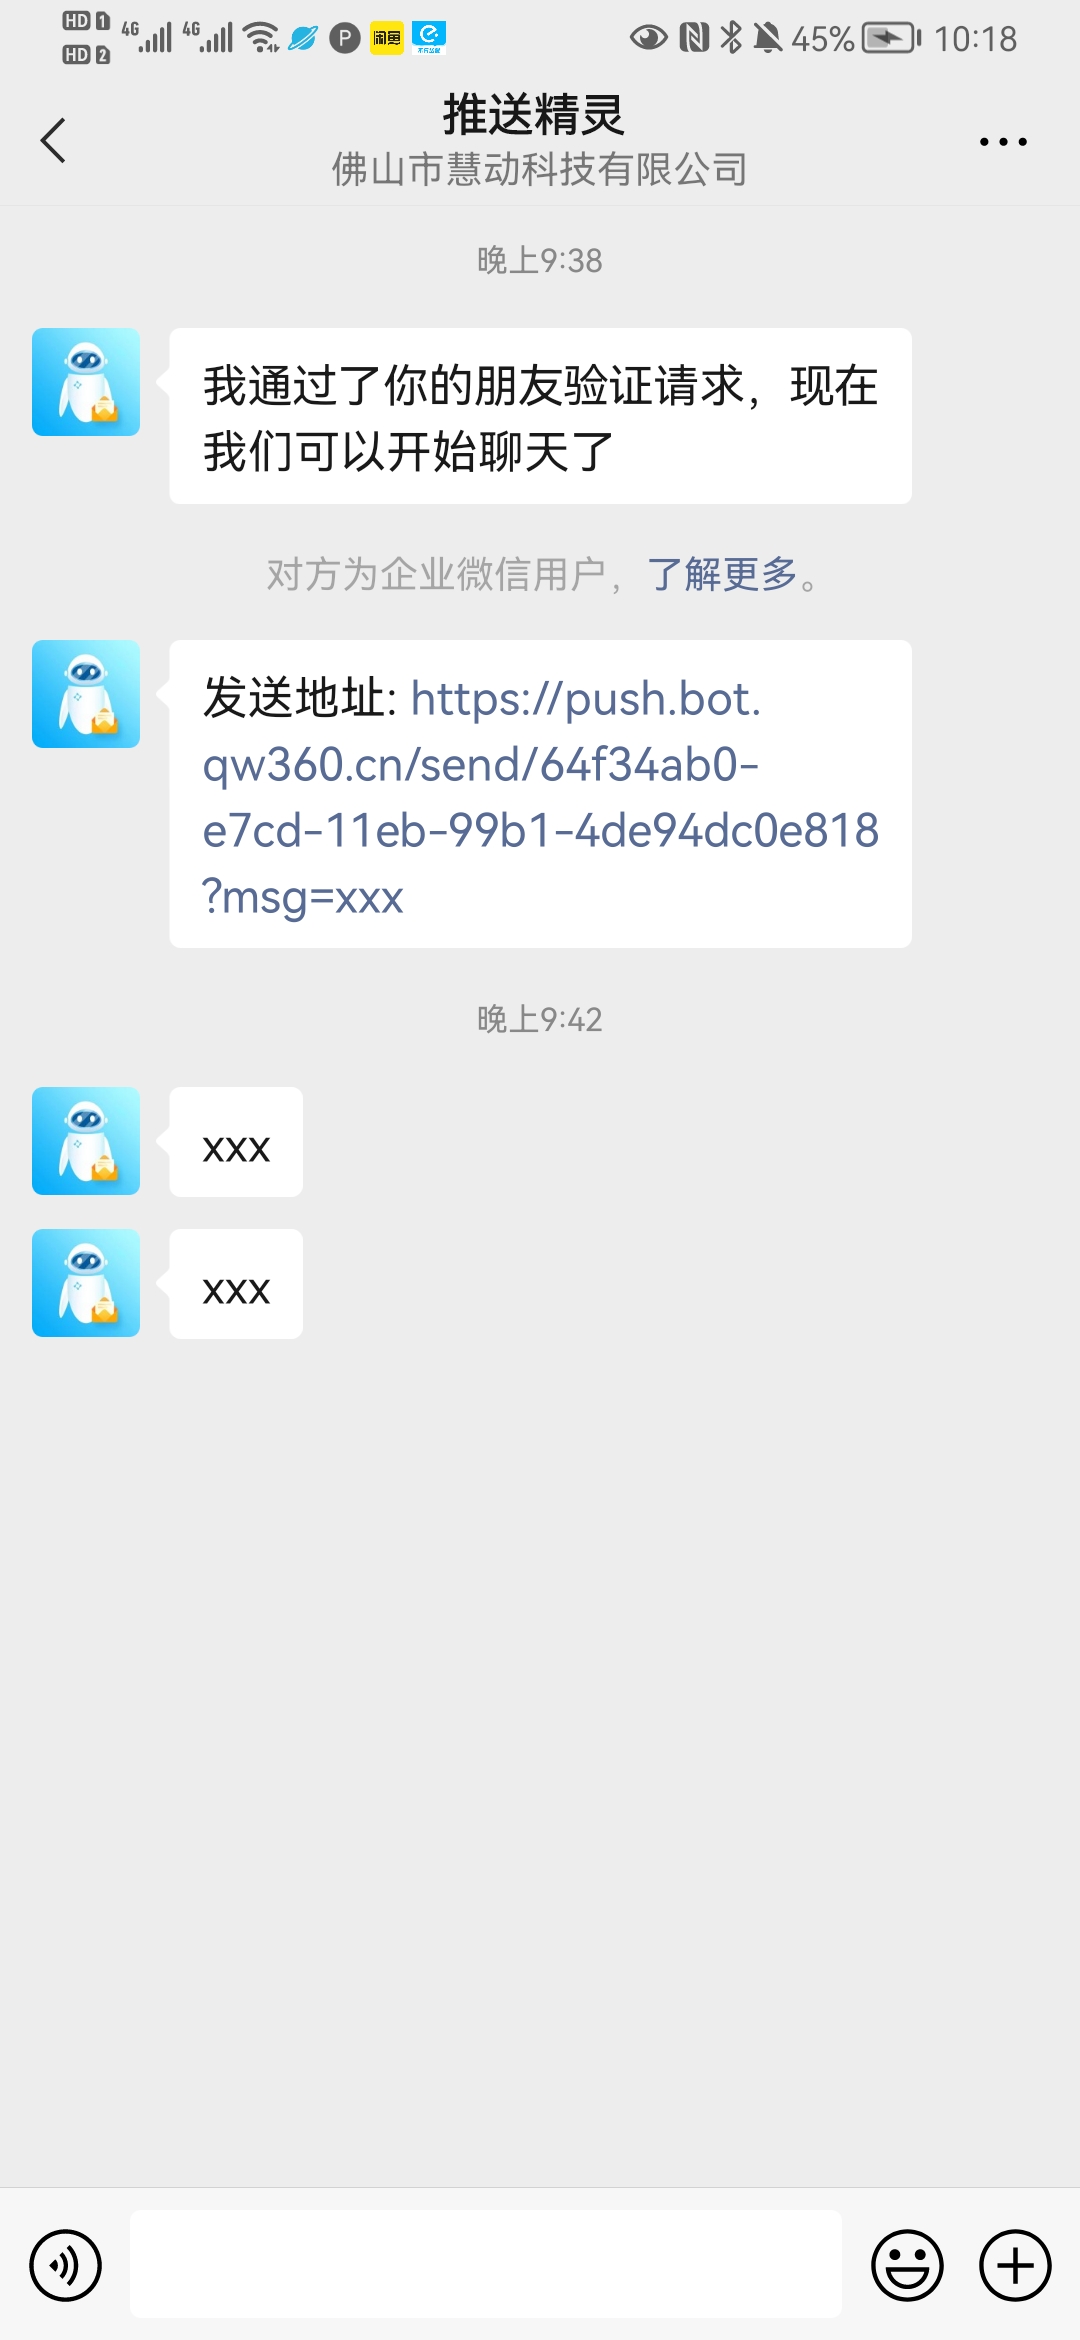 HD 1 4G 4G P 闲鱼 45% 10:18
HD 2
推送精灵
佛山市慧动科技有限公司
晚上9:38
我通过了你的朋友验证请求，现在
我们可以开始聊天了
对方为企业微信用户，了解更多。
发送地址: https://push.bot.
qw360.cn/send/64f34ab0-
e7cd-11eb-99b1-4de94dc0e818
?msg=xxx
晚上9:42
xxx
xxx